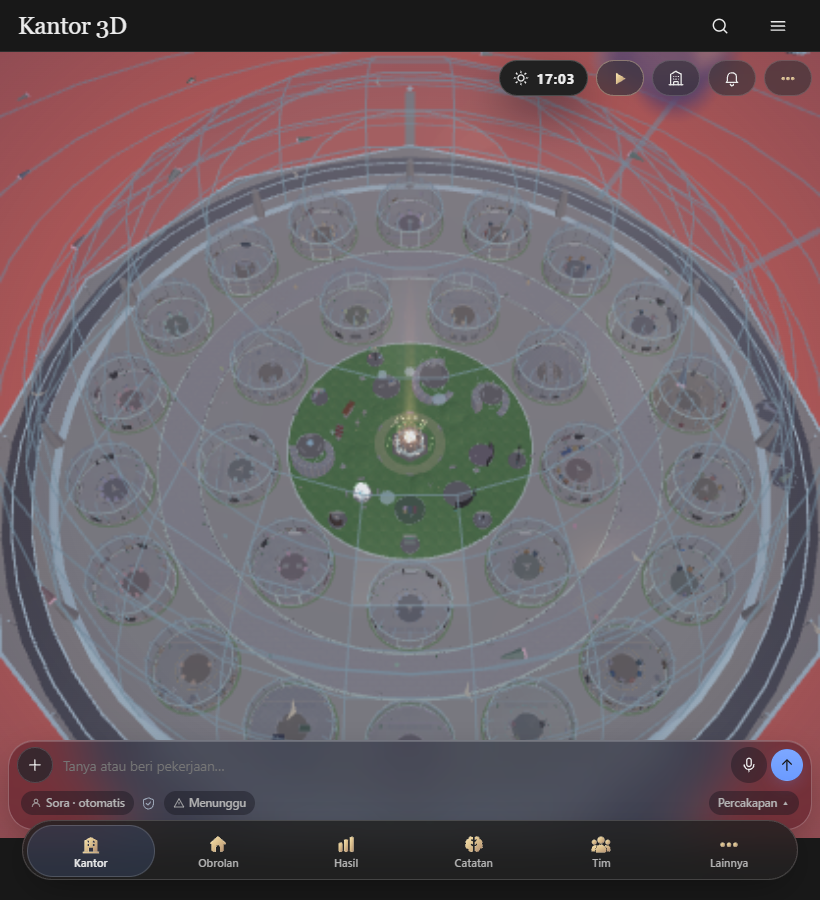 Kantor 3D
17:03
Tanya atau beri pekerjaan...
Sora · otomatis
Menunggu
Percakapan
Kantor
Obrolan
Hasil
Catatan
Tim
Lainnya